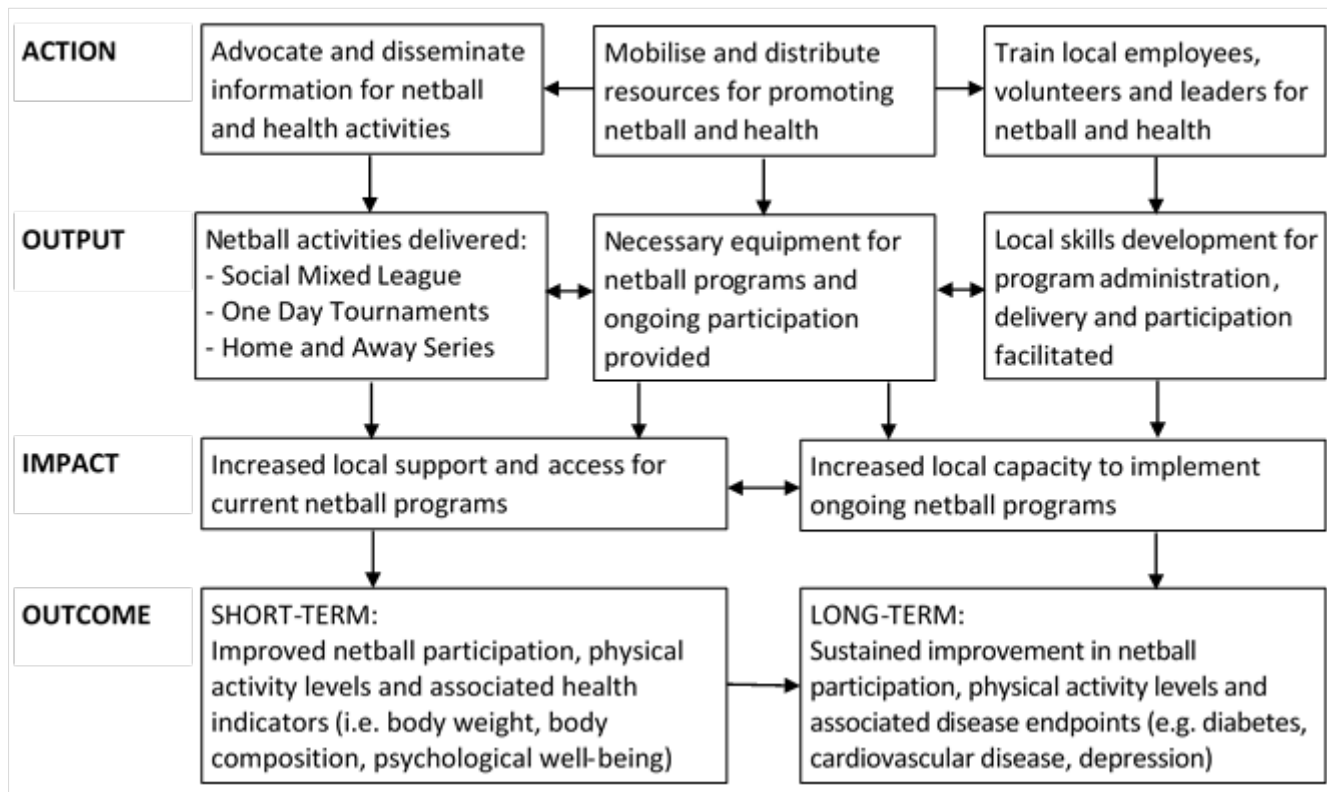 ACTION
Advocate and disseminate
information for netball
and health activities
Mobilise and distribute
resources for promoting
netball and health
Train local employees,
volunteers and leaders for
netball and health
OUTPUT
Netball activities delivered:
- Social Mixed League
- One Day Tournaments
- Home and Away Series
Necessary equipment for
netball programs and
ongoing participation
provided
Local skills development for
program administration,
delivery and participation
facilitated
IMPACT
Increased local support and access for
current netball programs
Increased local capacity to implement
ongoing netball programs
OUTCOME
SHORT-TERM:
Improved netball participation, physical
activity levels and associated health
indicators (i.e. body weight, body
composition, psychological well-being)
LONG-TERM:
Sustained improvement in netball
participation, physical activity levels and
associated disease endpoints (e.g. diabetes,
cardiovascular disease, depression)